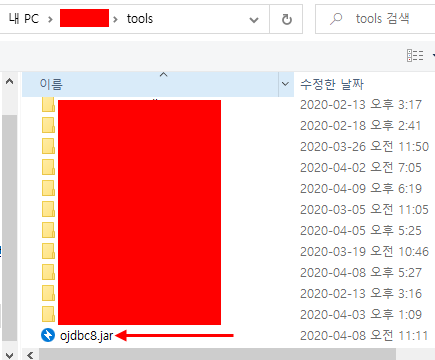 내 PC > > tools
tools 검색
이름 수정한 날짜
2020-02-13 오후 3:17
2020-02-18 오후 2:41
2020-03-26 오전 11:50
2020-04-02 오전 7:05
2020-04-09 오후 6:19
2020-03-05 오전 11:05
2020-04-05 오전 5:25
2020-03-19 오전 10:46
2020-04-08 오후 5:27
2020-02-13 오후 3:16
2020-04-03 오후 1:09
ojdbc8.jar 2020-04-08 오전 11:11